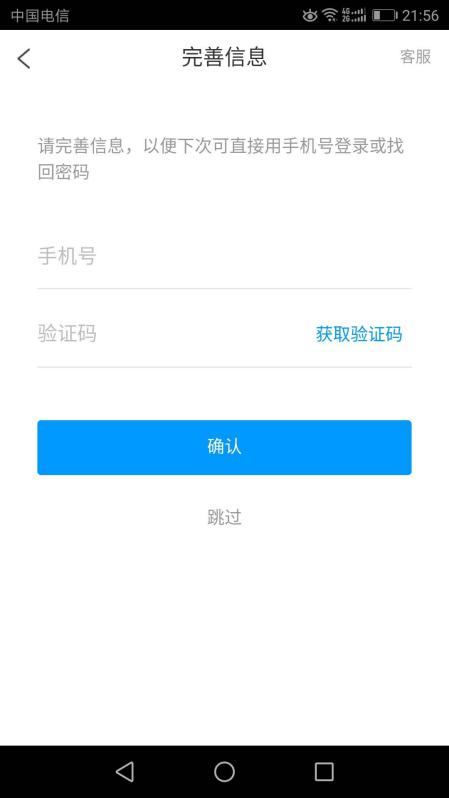 中国电信 4G 2G 21:56
完善信息 客服
请完善信息，以便下次可直接用手机号登录或找
回密码
手机号
验证码 获取验证码
确认
跳过